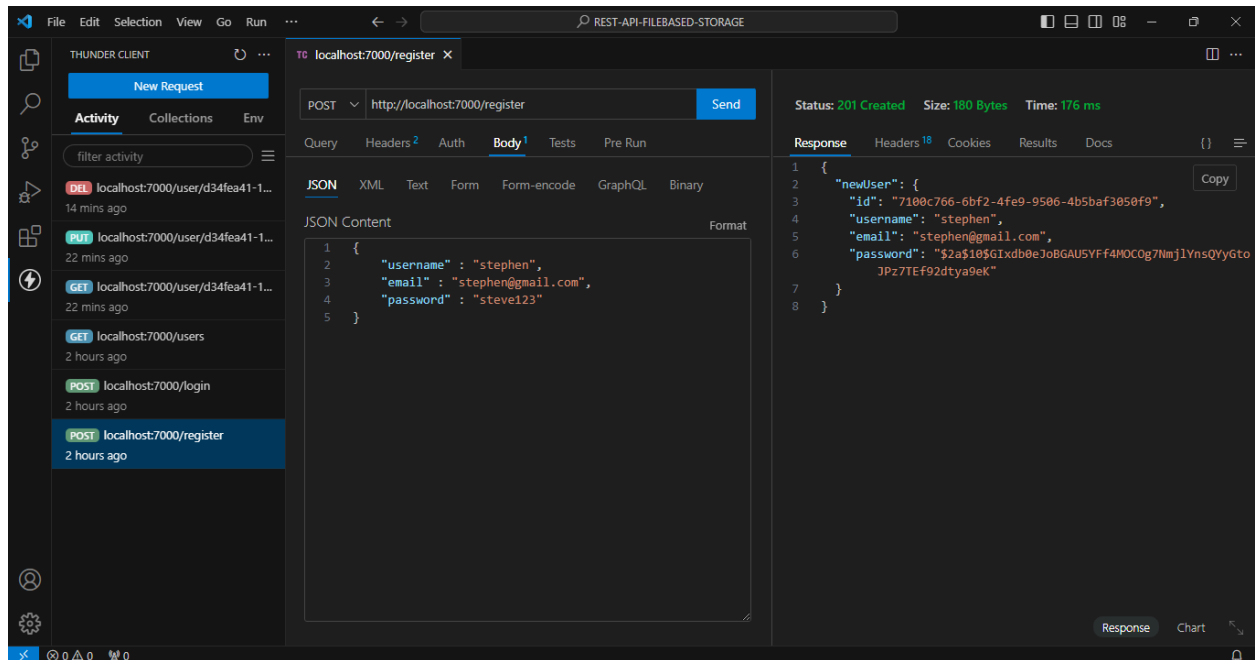 File Edit Selection View Go Run ··· ← → REST-API-FILEBASED-STORAGE
THUNDER CLIENT ···
New Request
Activity Collections Env
filter activity
DEL localhost:7000/user/d34fea41-1...
14 mins ago
PUT localhost:7000/user/d34fea41-1...
22 mins ago
GET localhost:7000/user/d34fea41-1...
22 mins ago
GET localhost:7000/users
2 hours ago
POST localhost:7000/login
2 hours ago
POST localhost:7000/register
2 hours ago
TC localhost:7000/register ×
POST http://localhost:7000/register Send
Query Headers 2 Auth Body 1 Tests Pre Run
JSON XML Text Form Form-encode GraphQL Binary
JSON Content Format
1 {
2 "username" : "stephen",
3 "email" : "stephen@gmail.com",
4 "password" : "steve123"
5 }
Status: 201 Created Size: 180 Bytes Time: 176 ms
Response Headers 18 Cookies Results Docs {}
Copy
1 {
2 "newUser": {
3 "id": "7100c766-6bf2-4fe9-9506-4b5baf3050f9",
4 "username": "stephen",
5 "email": "stephen@gmail.com",
6 "password": "$2a$10$GIxdb0eJoBGAU5YFf4MOCOg7NmjlYnsQYyGto
JPz7TEf92dtya9eK"
7 }
8 }
Response Chart
0 0 0